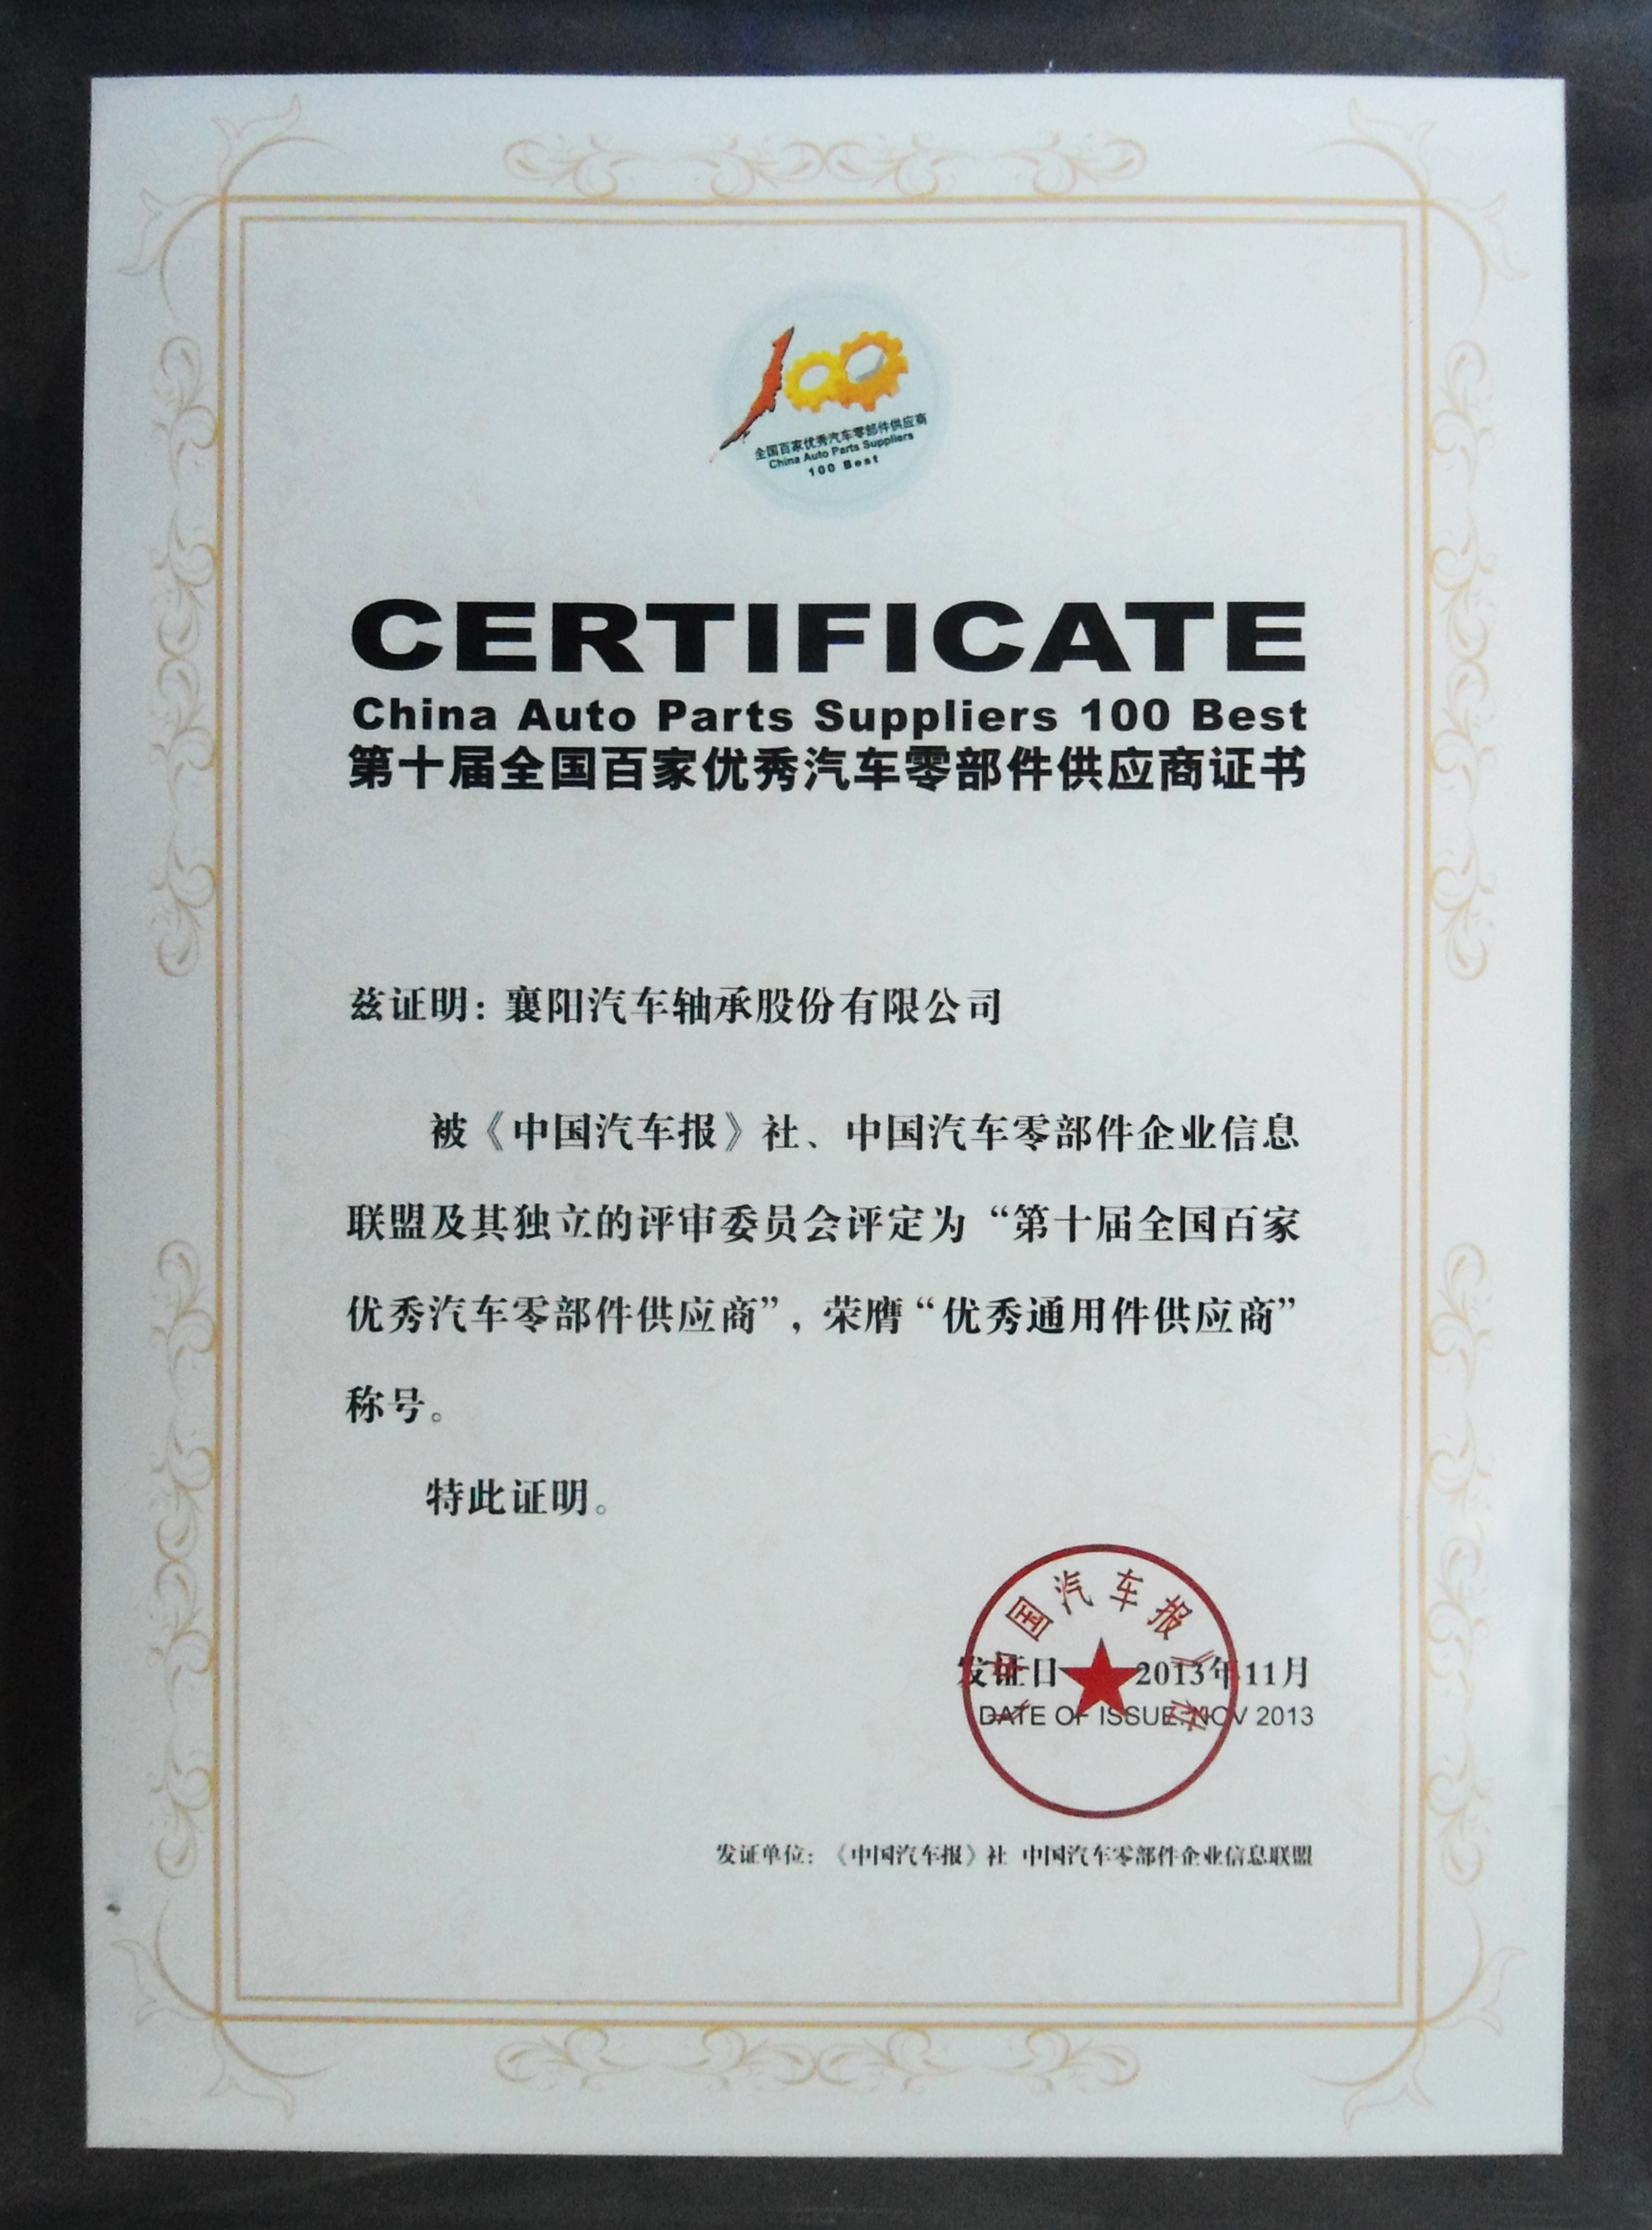 全国百家优秀汽车零部件供应商
China Auto Parts Suppliers
100 Best
CERTIFICATE
China Auto Parts Suppliers 100 Best
第十届全国百家优秀汽车零部件供应商证书
兹证明：襄阳汽车轴承股份有限公司
被《中国汽车报》社、中国汽车零部件企业信息
联盟及其独立的评审委员会评定为“第十届全国百家
优秀汽车零部件供应商”，荣膺“优秀通用件供应商”
称号。
特此证明。
国汽车报》社
发证日 2013年11月
DATE OF ISSUE: NOV 2013
发证单位：《中国汽车报》社 中国汽车零部件企业信息联盟